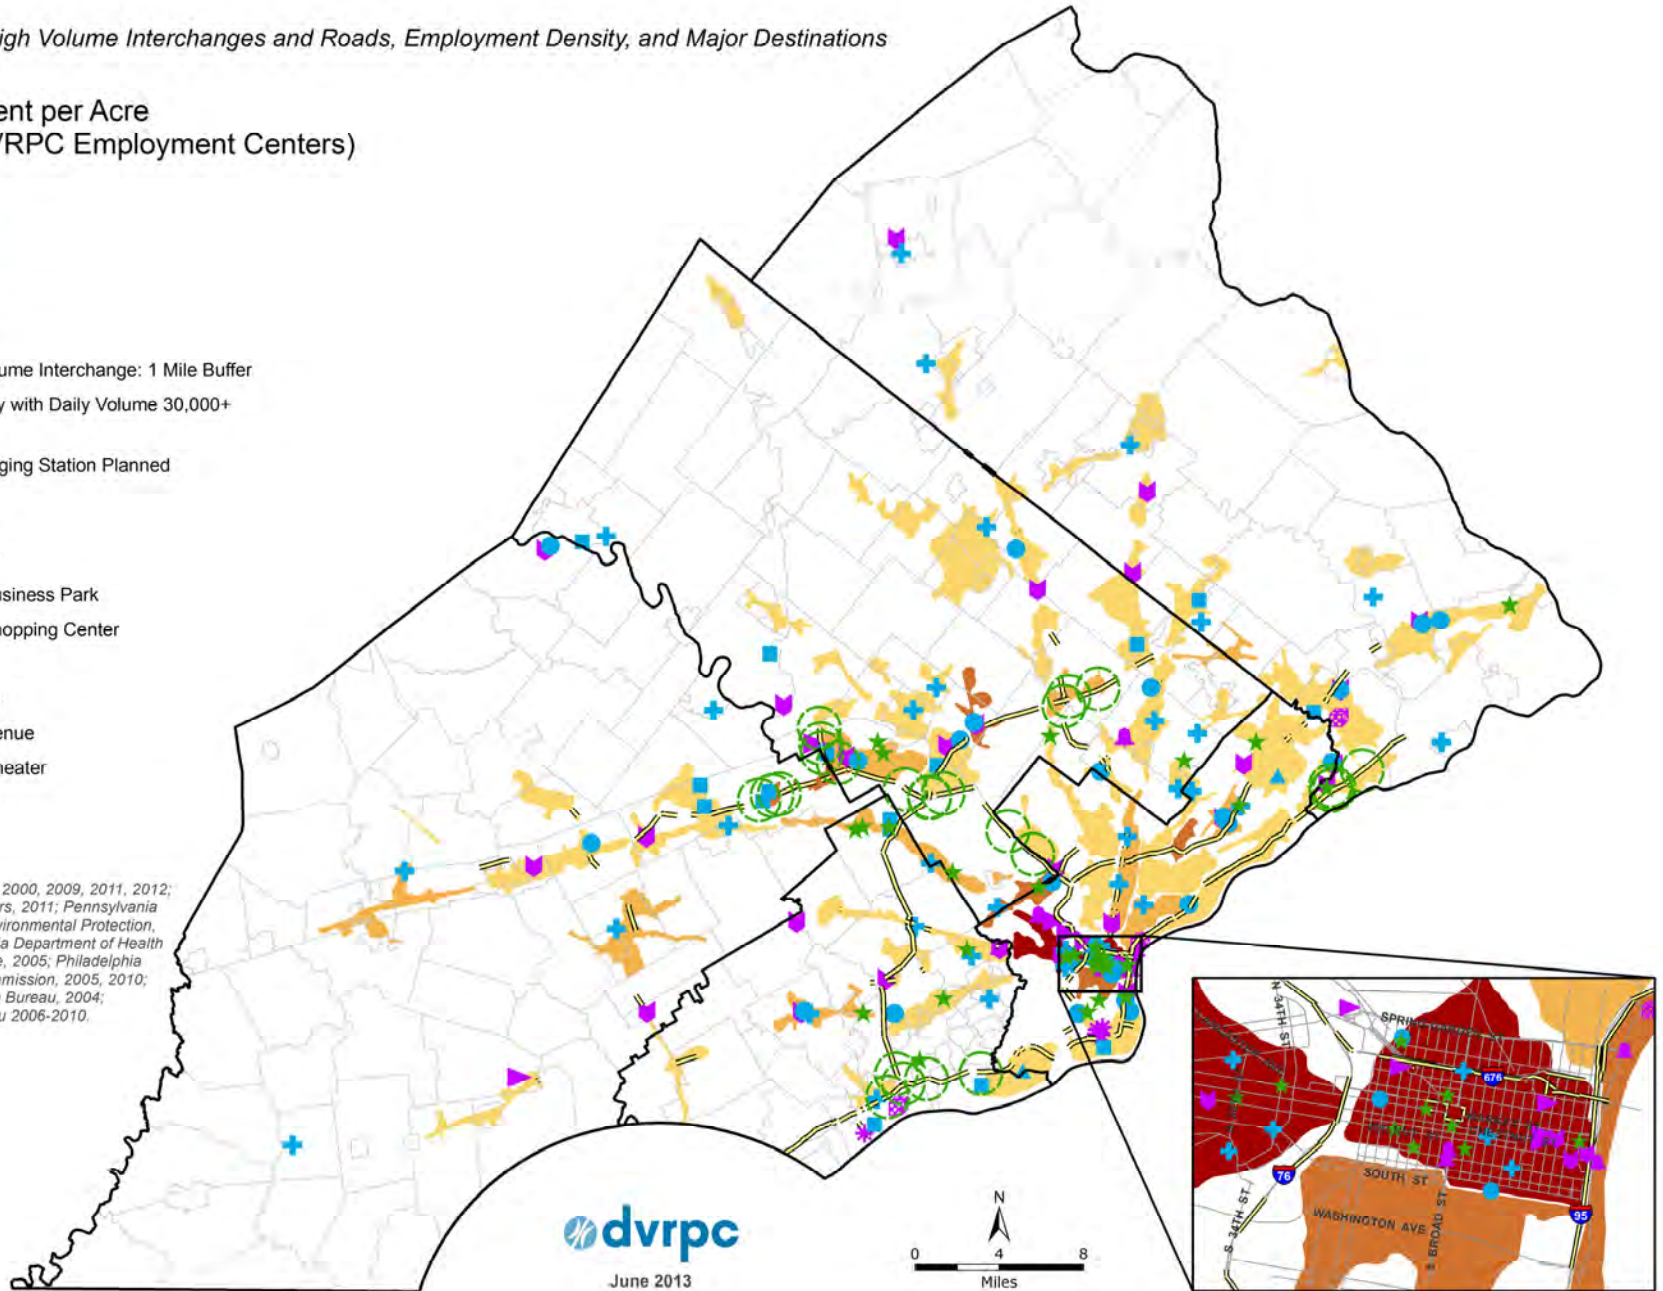 igh Volume Interchanges and Roads, Employment Density, and Major Destinations
ent per Acre
VRPC Employment Centers)
ume Interchange: 1 Mile Buffer
y with Daily Volume 30,000+
ging Station Planned
usiness Park
hopping Center
enue
heater
2000, 2009, 2011, 2012;
rs, 2011; Pennsylvania
vironmental Protection,
ia Department of Health
e, 2005; Philadelphia
mmission, 2005, 2010;
n Bureau, 2004;
u 2006-2010.
dvrpc
June 2013
N
0 4 8
Miles
N 34TH ST
676
76
SOUTH ST
WASHINGTON AVE
S 34TH ST
S BROAD ST
95